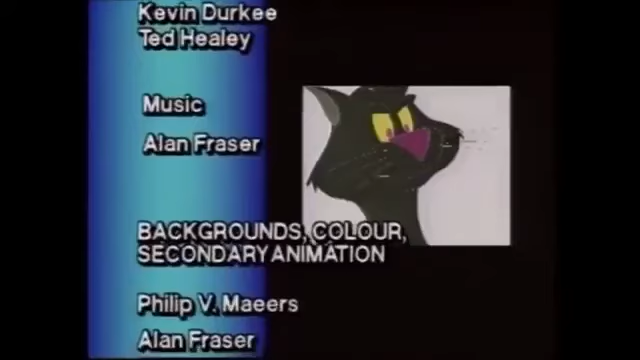 Kevin Durkee
Ted Healey
Music
Alan Fraser
BACKGROUNDS, COLOUR,
SECONDARY ANIMATION
Philip V. Maeers
Alan Fraser